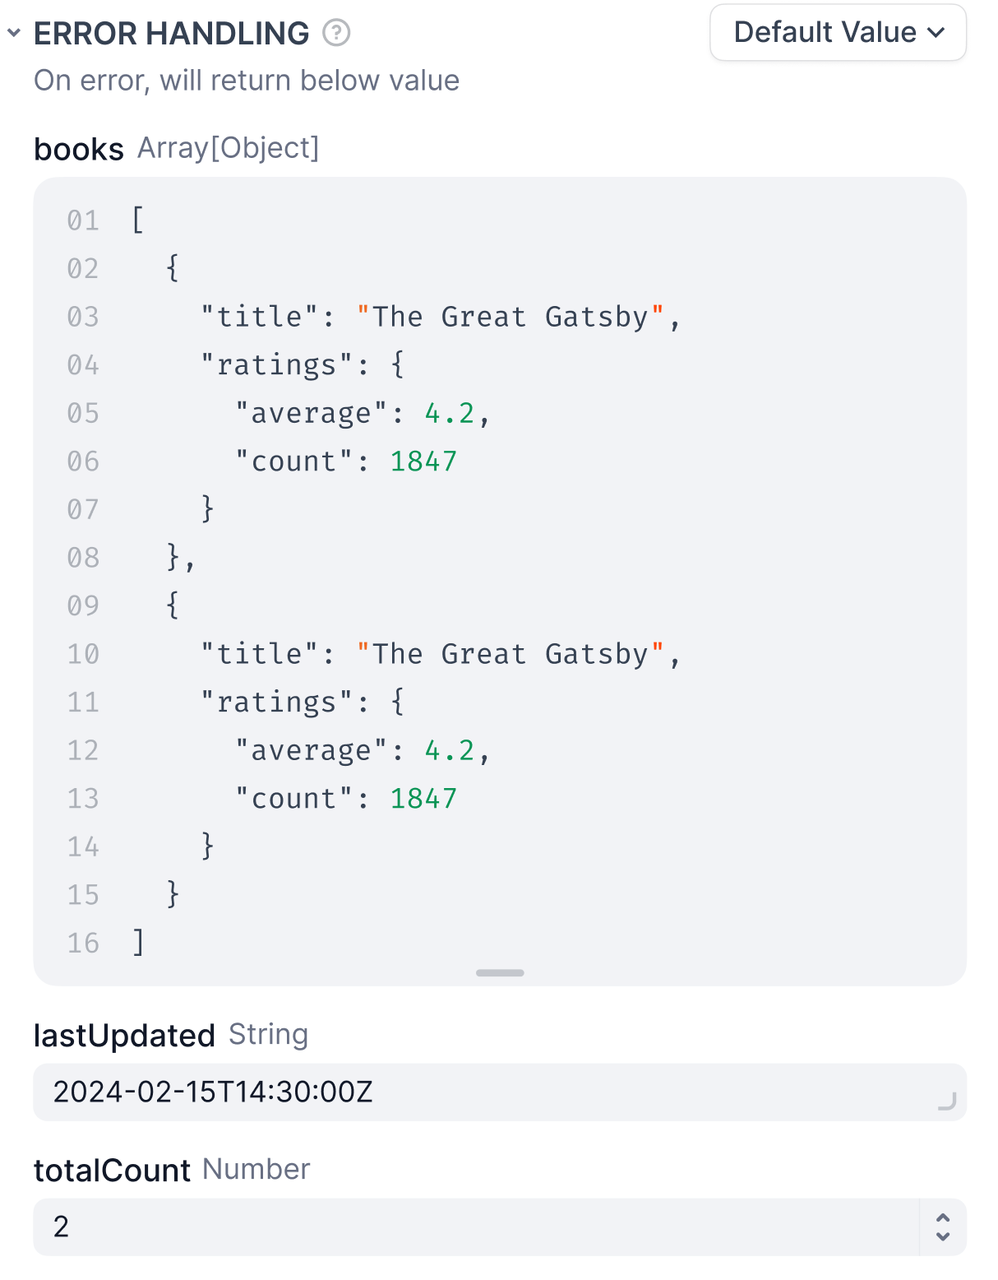 ERROR HANDLING ?
Default Value
On error, will return below value
books Array[Object]
01 [
02   {
03     "title": "The Great Gatsby",
04     "ratings": {
05       "average": 4.2,
06       "count": 1847
07     }
08   },
09   {
10     "title": "The Great Gatsby",
11     "ratings": {
12       "average": 4.2,
13       "count": 1847
14     }
15   }
16 ]
lastUpdated String
2024-02-15T14:30:00Z
totalCount Number
2